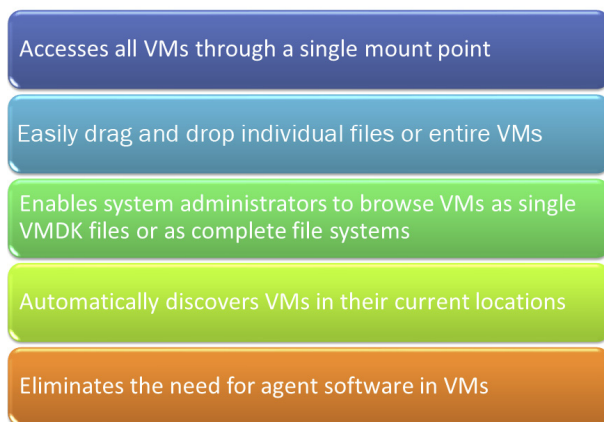 Accesses all VMs through a single mount point
Easily drag and drop individual files or entire VMs
Enables system administrators to browse VMs as single
VMDK files or as complete file systems
Automatically discovers VMs in their current locations
Eliminates the need for agent software in VMs